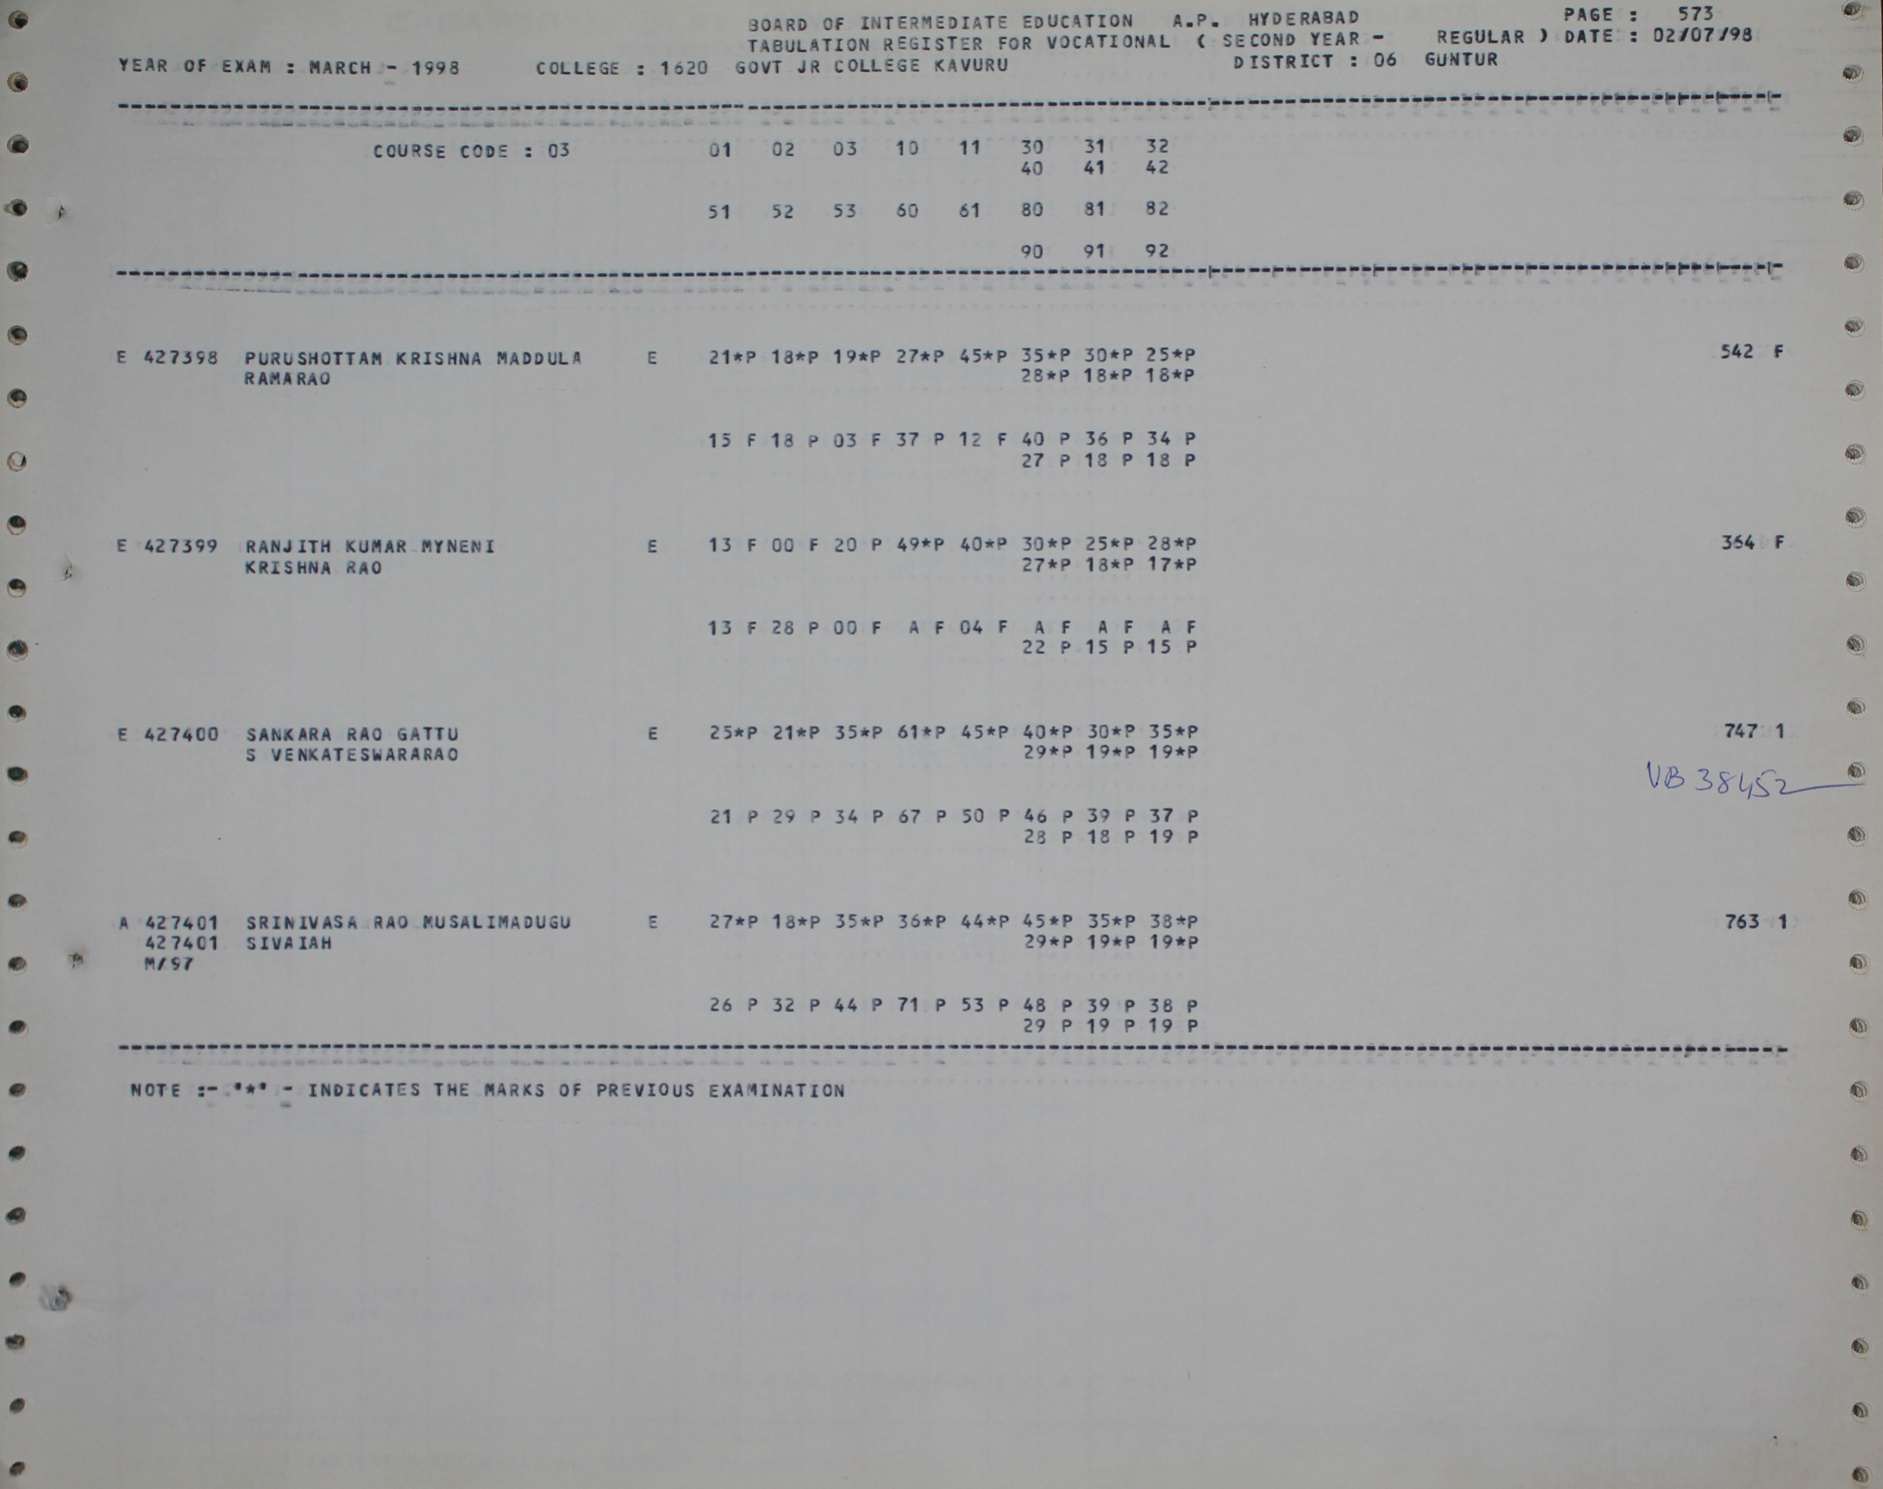 BOARD OF INTERMEDIATE EDUCATION A.P. HYDERABAD PAGE : 573
TABULATION REGISTER FOR VOCATIONAL ( SECOND YEAR - REGULAR ) DATE : 02/07/98
YEAR OF EXAM : MARCH - 1998 COLLEGE : 1620 GOVT JR COLLEGE KAVURU DISTRICT : 06 GUNTUR
COURSE CODE : 03 01 02 03 10 11 30 31 32
40 41 42
51 52 53 60 61 80 81 82
90 91 92
E 427398 PURUSHOTTAM KRISHNA MADDULA E 21*P 18*P 19*P 27*P 45*P 35*P 30*P 25*P 542 F
RAMARAO 28*P 18*P 18*P
15 F 18 P 03 F 37 P 12 F 40 P 36 P 34 P
27 P 18 P 18 P
E 427399 RANJITH KUMAR MYNENI E 13 F 00 F 20 P 49*P 40*P 30*P 25*P 28*P 364 F
KRISHNA RAO 27*P 18*P 17*P
13 F 28 P 00 F A F 04 F A F A F A F
22 P 15 P 15 P
E 427400 SANKARA RAO GATTU E 25*P 21*P 35*P 61*P 45*P 40*P 30*P 35*P 747 1
S VENKATESWARARAO 29*P 19*P 19*P
VB 38452
21 P 29 P 34 P 67 P 50 P 46 P 39 P 37 P
28 P 18 P 19 P
A 427401 SRINIVASA RAO MUSALIMADUGU E 27*P 18*P 35*P 36*P 44*P 45*P 35*P 38*P 763 1
427401 SIVAIAH 29*P 19*P 19*P
M/97
26 P 32 P 44 P 71 P 53 P 48 P 39 P 38 P
29 P 19 P 19 P
NOTE :- "*" - INDICATES THE MARKS OF PREVIOUS EXAMINATION